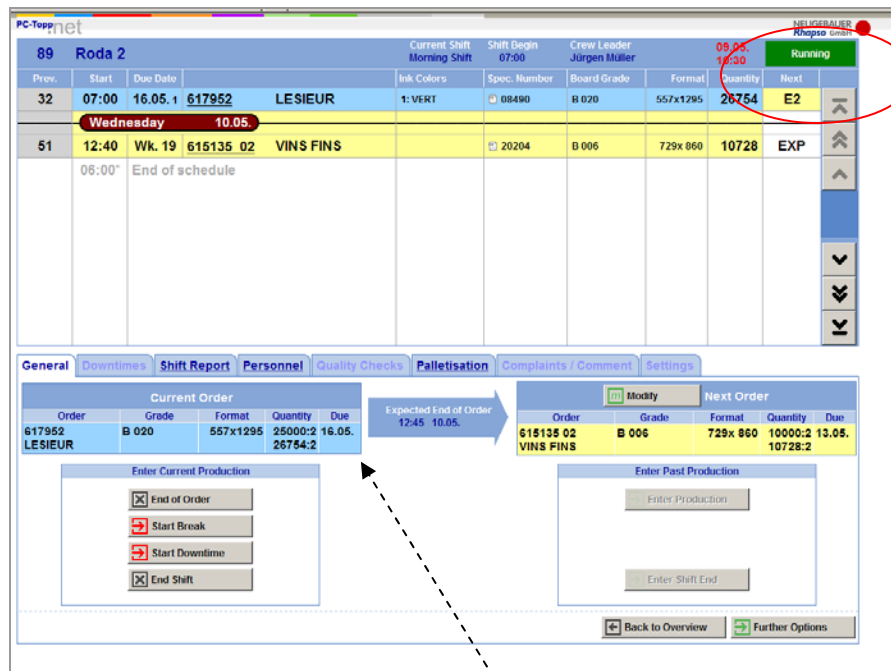 PC-Topp.net
NEUGEBAUER
Rhapso GmbH
89 Roda 2 Current Shift Shift Begin Crew Leader 09.05. Running
Morning Shift 07:00 Jürgen Müller 10:30
Prev. Start Due Date Ink Colors Spec. Number Board Grade Format Quantity Next
32 07:00 16.05. 1 617952 LESIEUR 1: VERT 08490 B 020 557x1295 26754 E2
Wednesday 10.05.
51 12:40 Wk. 19 615135 02 VINS FINS 20204 B 006 729x 860 10728 EXP
06:00* End of schedule
General Downtimes Shift Report Personnel Quality Checks Palletisation Complaints / Comment Settings
Current Order
Order Grade Format Quantity Due
617952 B 020 557x1295 25000:2 16.05.
LESIEUR 26754:2
Expected End of Order
12:45 10.05.
m Modify Next Order
Order Grade Format Quantity Due
615135 02 B 006 729x 860 10000:2 13.05.
VINS FINS 10728:2
Enter Current Production
End of Order
Start Break
Start Downtime
End Shift
Enter Past Production
Enter Production
Enter Shift End
Back to Overview
Further Options